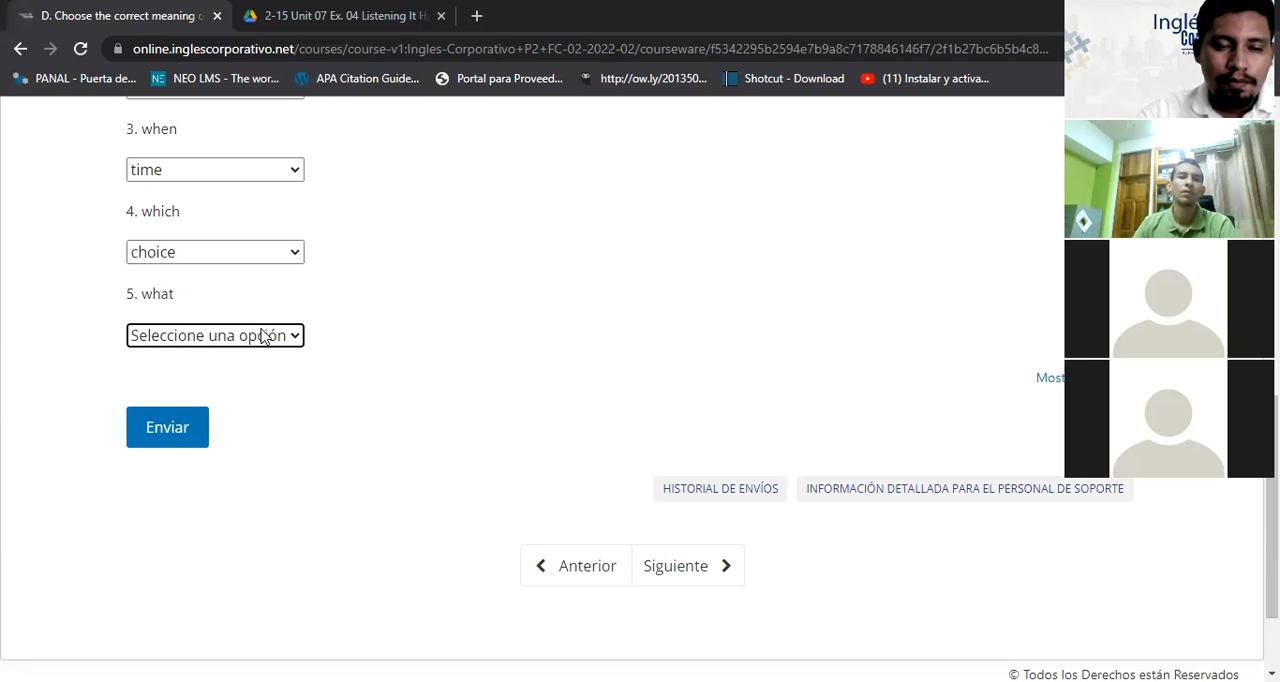 D. Choose the correct meaning
2-15 Unit 07 Ex. 04 Listening It H
online.inglescorporativo.net/courses/course-v1:Ingles-Corporativo+P2+FC-02-2022-02/courseware/f5342295b2594e7b9a8c7178846146f7/2f1b27bc6b5b4c8...
PANAL - Puerta de...
NEO LMS - The wor...
APA Citation Guide...
Portal para Proveed...
http://ow.ly/201350...
Shotcut - Download
(11) Instalar y activa...
Inglé
3. when
time
4. which
choice
5. what
Seleccione una opción
Most
Enviar
HISTORIAL DE ENVÍOS
INFORMACIÓN DETALLADA PARA EL PERSONAL DE SOPORTE
Anterior
Siguiente
© Todos los Derechos están Reservados